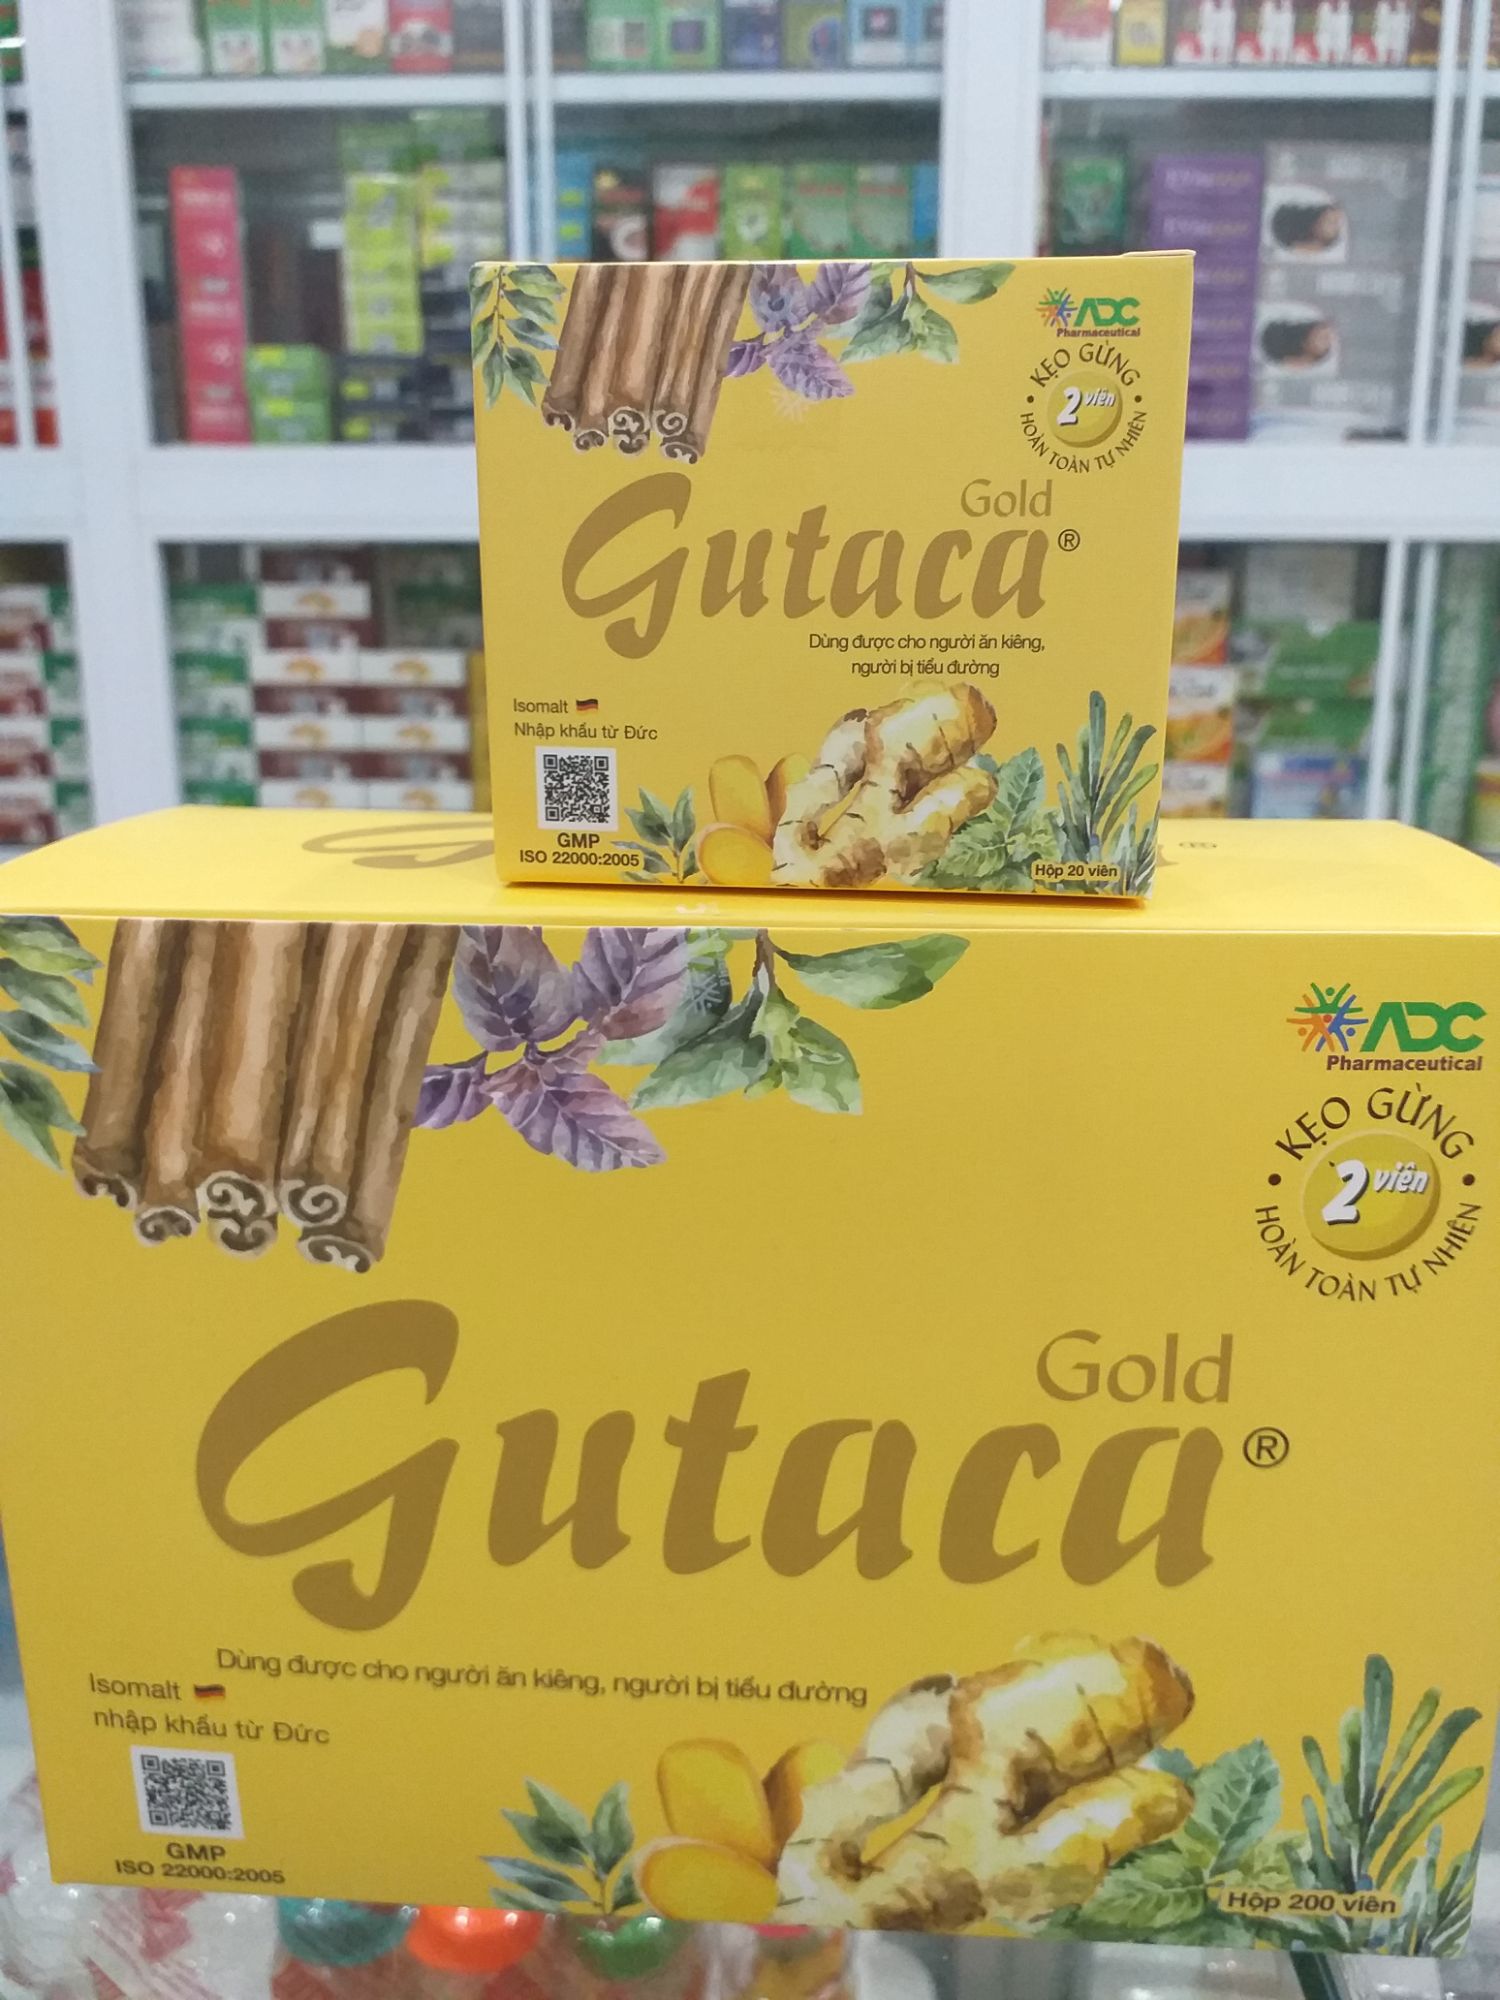 ADC
Pharmaceutical
KẸO GỪNG
2 viên
HOÀN TOÀN TỰ NHIÊN
Gold
Gutaca®
Dùng được cho người ăn kiêng,
người bị tiểu đường
Isomalt
Nhập khẩu từ Đức
GMP
ISO 22000:2005
Hộp 20 viên
ADC
Pharmaceutical
KẸO GỪNG
2 viên
HOÀN TOÀN TỰ NHIÊN
Gold
Gutaca®
Dùng được cho người ăn kiêng, người bị tiểu đường
Isomalt
nhập khẩu từ Đức
GMP
ISO 22000:2005
Hộp 200 viên